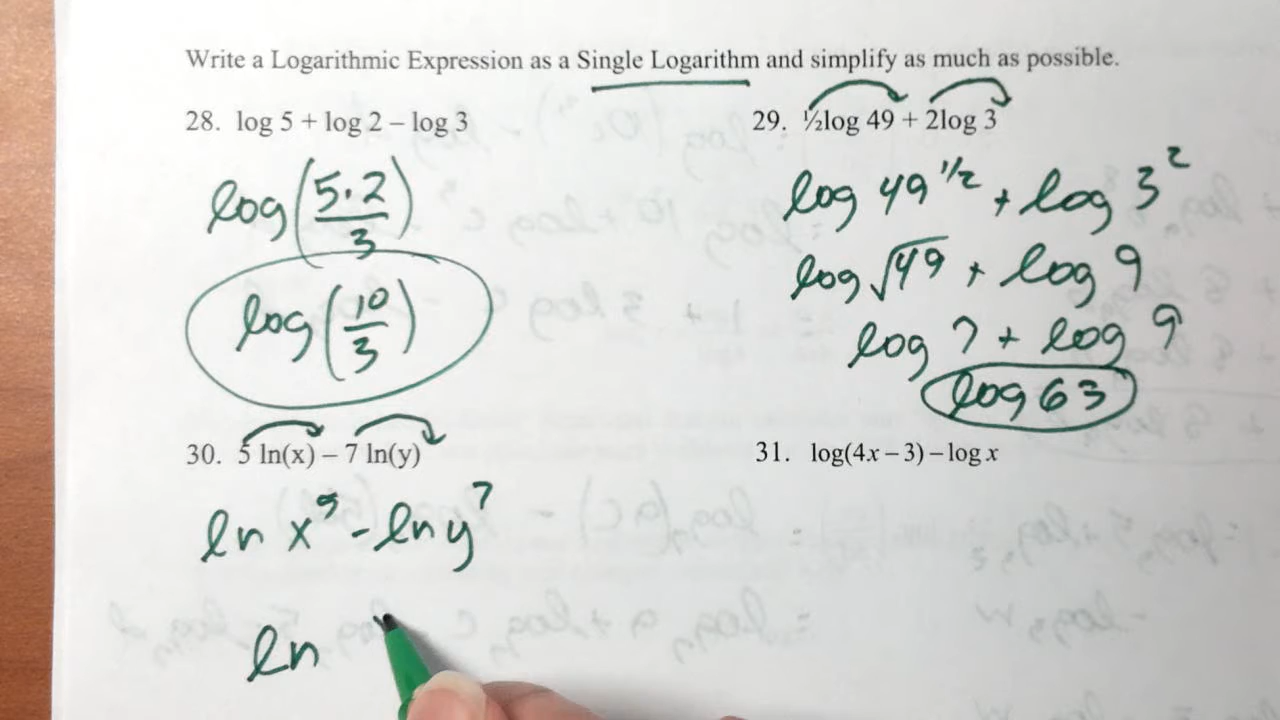 Write a Logarithmic Expression as a Single Logarithm and simplify as much as possible.
28. log 5 + log 2 – log 3
log(5·2/3)
log(10/3)
29. ½log 49 + 2log 3
log 49^1/2 + log 3^2
log √49 + log 9
log 7 + log 9
log 63
30. 5 ln(x) – 7 ln(y)
ln x^5 - ln y^7
ln
31. log(4x – 3) – log x